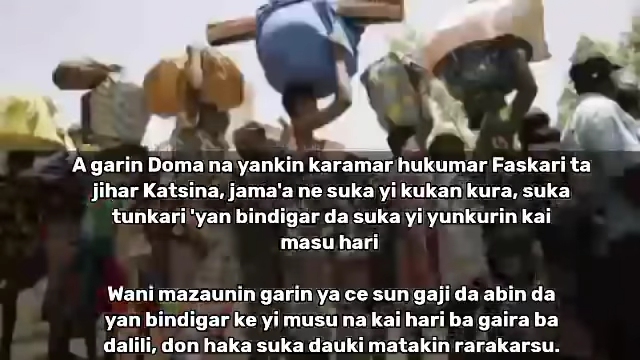 A garin Doma na yankin karamar hukumar Faskari ta
jihar Katsina, jama'a ne suka yi kukan kura, suka
tunkari 'yan bindigar da suka yi yunkurin kai
masu hari
Wani mazaunin garin ya ce sun gaji da abin da
yan bindigar ke yi musu na kai hari ba gaira ba
dalili, don haka suka dauki matakin rarakarsu.